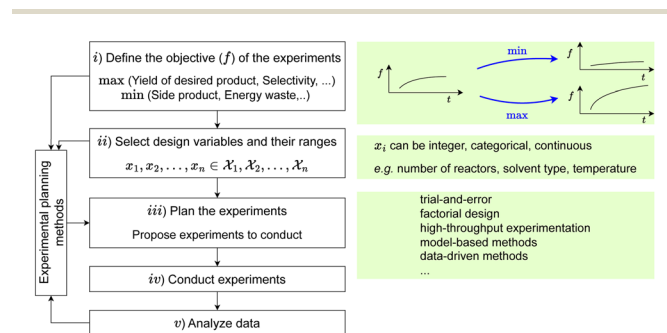 i) Define the objective (f) of the experiments
max (Yield of desired product, Selectivity, ...)
min (Side product, Energy waste,..)
ii) Select design variables and their ranges
x₁, x₂, . . . , xₙ ∈ 𝒳₁, 𝒳₂, . . . , 𝒳ₙ
iii) Plan the experiments
Propose experiments to conduct
iv) Conduct experiments
v) Analyze data
Experimental planning
methods
f
t
min
max
f
t
f
t
xᵢ can be integer, categorical, continuous
e.g. number of reactors, solvent type, temperature
trial-and-error
factorial design
high-throughput experimentation
model-based methods
data-driven methods
...